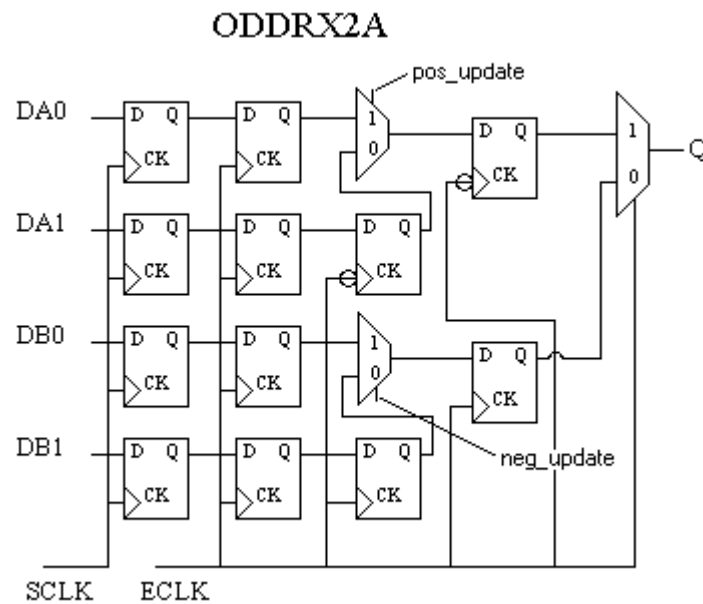 ODDRX2A
pos_update
DA0
D Q
D Q
1
0
D Q
1
0
Q
CK
CK
CK
DA1
D Q
D Q
D Q
CK
CK
CK
DB0
D Q
D Q
1
0
D Q
CK
CK
CK
DB1
D Q
D Q
D Q
neg_update
CK
CK
CK
SCLK
ECLK